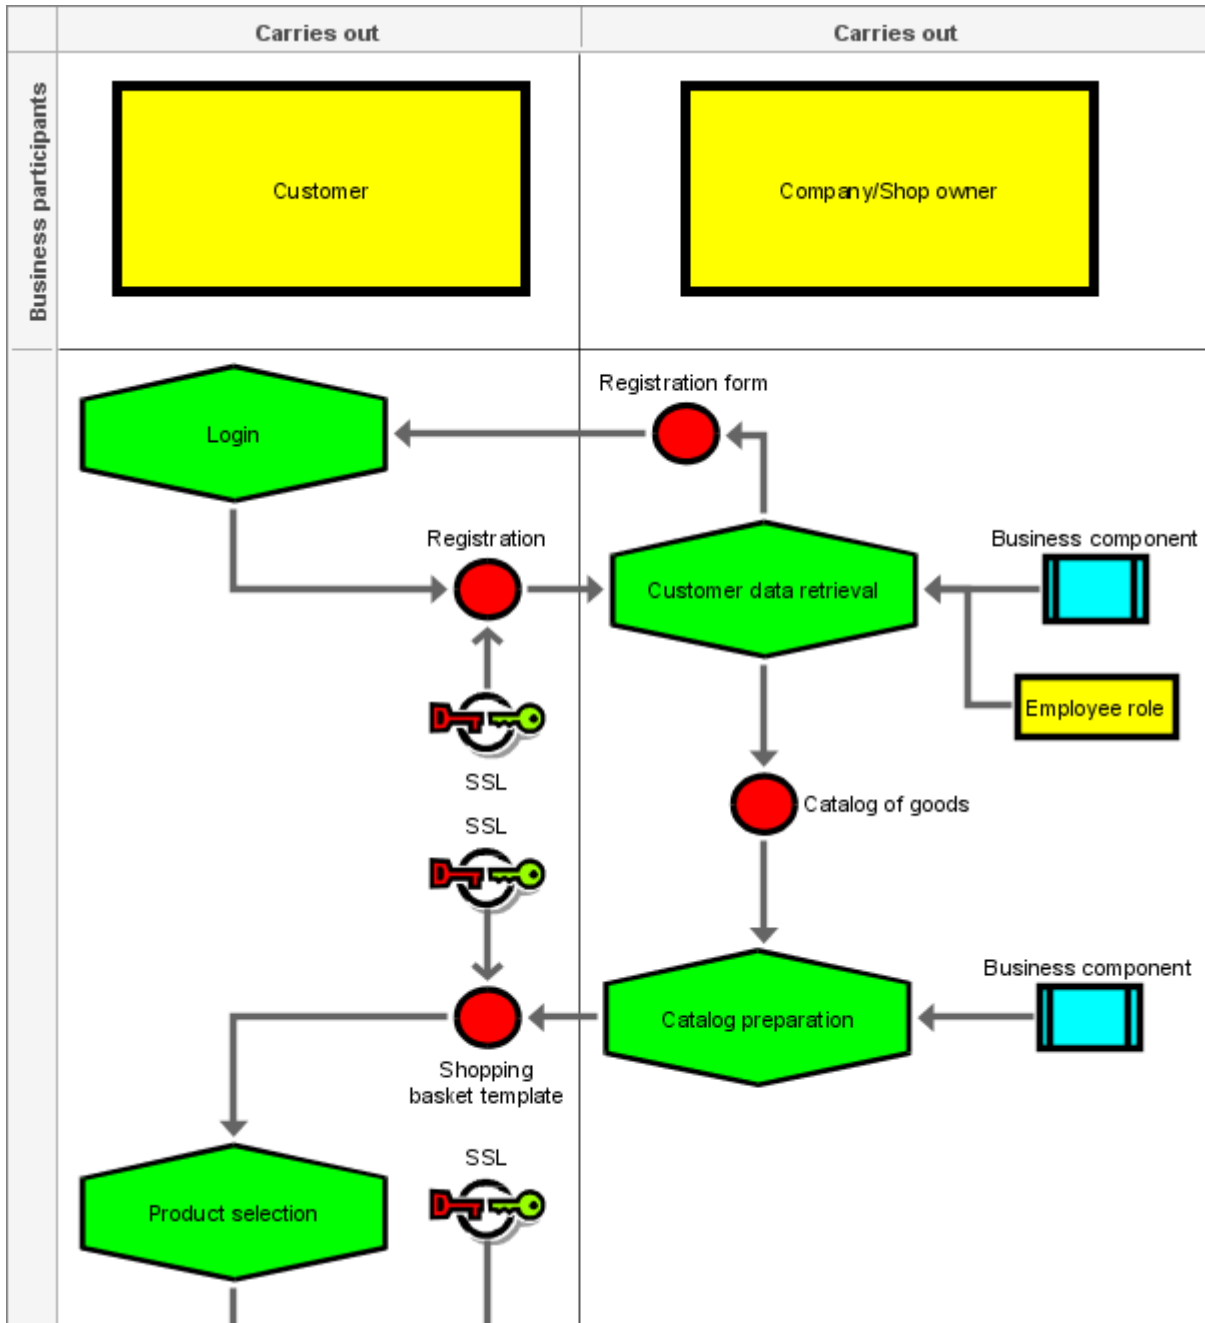 Carries out
Carries out
Business participants
Customer
Company/Shop owner
Registration form
Login
Registration
Business component
Customer data retrieval
Employee role
SSL
Catalog of goods
SSL
Business component
Catalog preparation
Shopping
basket template
SSL
Product selection